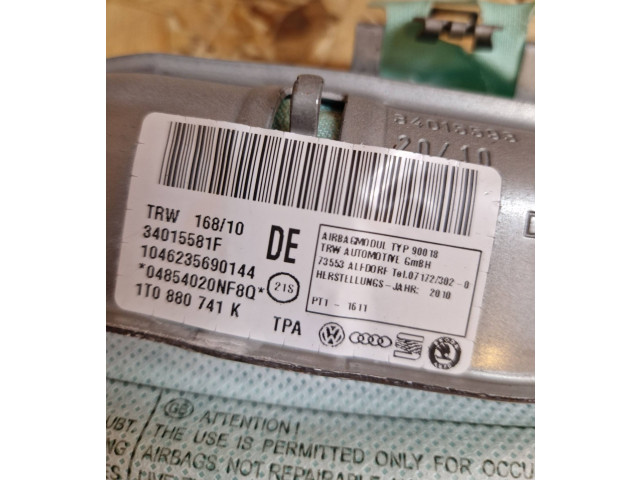 84018698
20/10
TRW 168/10
34015581F
1046235690144
*04854020NF8Q*
1T0 880 741 K
DE
21S
TPA
AIRBAGMODUL TYP 90018
TRW AUTOMOTIVE GmBH
73553 ALFDORF Tel.07172/302-0
HERSTELLUNGS-JAHR: 2010
PT1 - 1611
GB ATTENTION!
THE USE IS PERMITTED ONLY FOR OCCU
AIRBAGS NOT REPAIRABLE